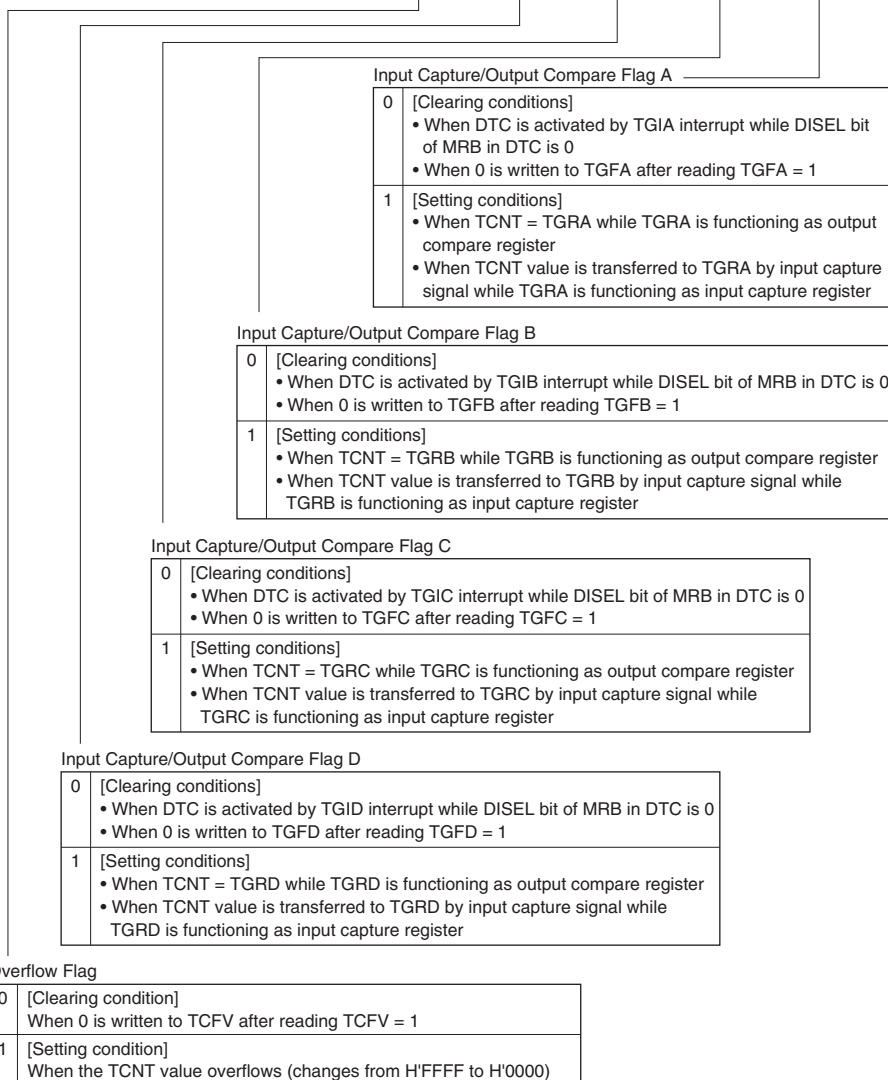 Input Capture/Output Compare Flag A
0 [Clearing conditions]
• When DTC is activated by TGIA interrupt while DISEL bit
of MRB in DTC is 0
• When 0 is written to TGFA after reading TGFA = 1
1 [Setting conditions]
• When TCNT = TGRA while TGRA is functioning as output
compare register
• When TCNT value is transferred to TGRA by input capture
signal while TGRA is functioning as input capture register
Input Capture/Output Compare Flag B
0 [Clearing conditions]
• When DTC is activated by TGIB interrupt while DISEL bit of MRB in DTC is 0
• When 0 is written to TGFB after reading TGFB = 1
1 [Setting conditions]
• When TCNT = TGRB while TGRB is functioning as output compare register
• When TCNT value is transferred to TGRB by input capture signal while
TGRB is functioning as input capture register
Input Capture/Output Compare Flag C
0 [Clearing conditions]
• When DTC is activated by TGIC interrupt while DISEL bit of MRB in DTC is 0
• When 0 is written to TGFC after reading TGFC = 1
1 [Setting conditions]
• When TCNT = TGRC while TGRC is functioning as output compare register
• When TCNT value is transferred to TGRC by input capture signal while
TGRC is functioning as input capture register
Input Capture/Output Compare Flag D
0 [Clearing conditions]
• When DTC is activated by TGID interrupt while DISEL bit of MRB in DTC is 0
• When 0 is written to TGFD after reading TGFD = 1
1 [Setting conditions]
• When TCNT = TGRD while TGRD is functioning as output compare register
• When TCNT value is transferred to TGRD by input capture signal while
TGRD is functioning as input capture register
verflow Flag
0 [Clearing condition]
When 0 is written to TCFV after reading TCFV = 1
1 [Setting condition]
When the TCNT value overflows (changes from H'FFFF to H'0000)